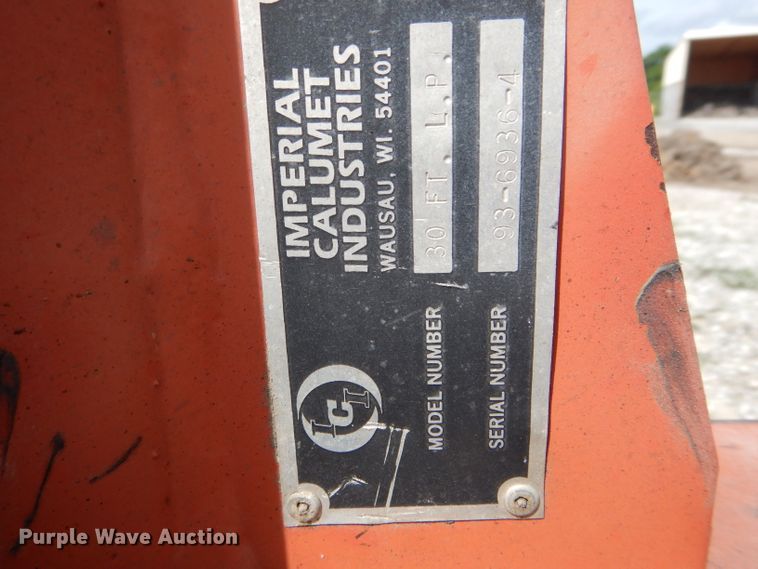 IMPERIAL
CALUMET
INDUSTRIES
WAUSAU, WI. 54401
MODEL NUMBER 30' FT. L.P.
SERIAL NUMBER 93-6936-4
ICI
Purple Wave Auction